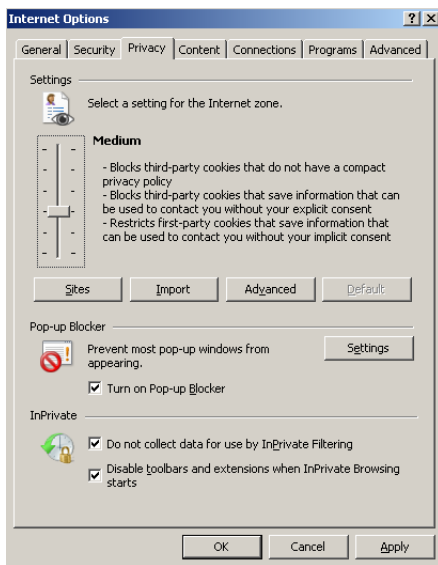 Internet Options
General Security Privacy Content Connections Programs Advanced
Settings
Select a setting for the Internet zone.
Medium
- Blocks third-party cookies that do not have a compact
privacy policy
- Blocks third-party cookies that save information that can
be used to contact you without your explicit consent
- Restricts first-party cookies that save information that
can be used to contact you without your implicit consent
Sites Import Advanced Default
Pop-up Blocker
Prevent most pop-up windows from
appearing.
Settings
Turn on Pop-up Blocker
InPrivate
Do not collect data for use by InPrivate Filtering
Disable toolbars and extensions when InPrivate Browsing
starts
OK Cancel Apply